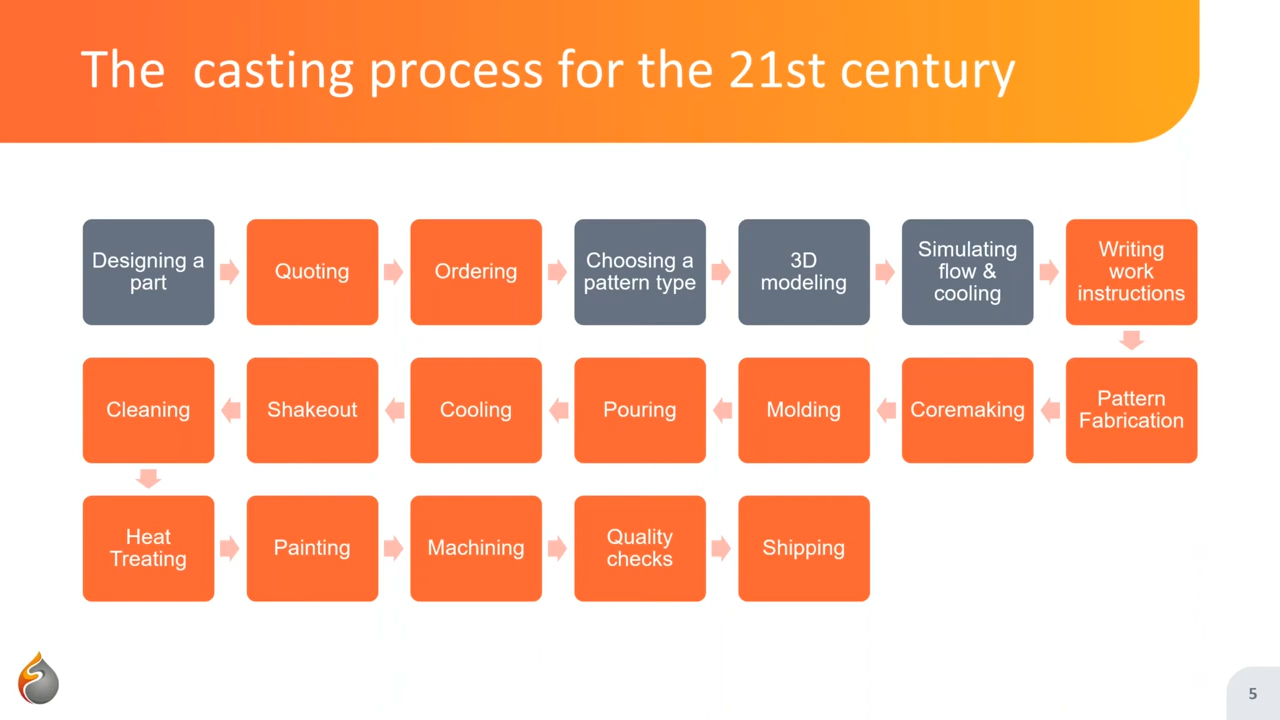 The  casting process for the 21st century
Designing a
part
Quoting
Ordering
Choosing a
pattern type
3D
modeling
Simulating
flow &
cooling
Writing
work
instructions
Pattern
Fabrication
Coremaking
Molding
Pouring
Cooling
Shakeout
Cleaning
Heat
Treating
Painting
Machining
Quality
checks
Shipping
5